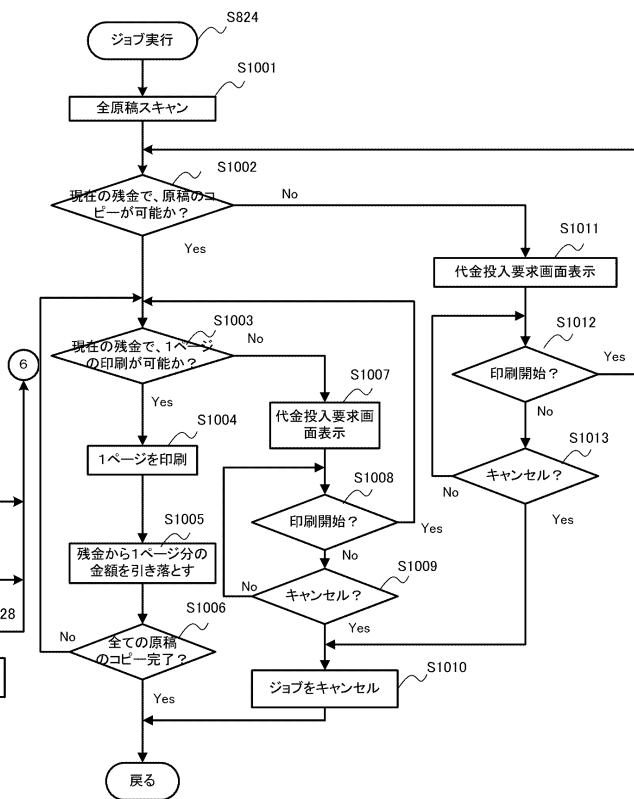 S824
ジョブ実行
S1001
全原稿スキャン
S1002
現在の残金で、原稿のコ
ピーが可能か？
No
Yes
S1011
代金投入要求画面表示
S1003
現在の残金で、1ページ
の印刷が可能か？
No
Yes
S1012
印刷開始？
Yes
No
6
S1007
代金投入要求画
面表示
S1004
1ページを印刷
S1013
キャンセル？
No
Yes
S1008
印刷開始？
Yes
No
S1005
残金から1ページ分の
金額を引き落とす
S1009
キャンセル？
No
Yes
28
S1006
全ての原稿
のコピー完了？
No
Yes
S1010
ジョブをキャンセル
戻る